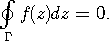 ∮_Γ f(z)dz = 0.